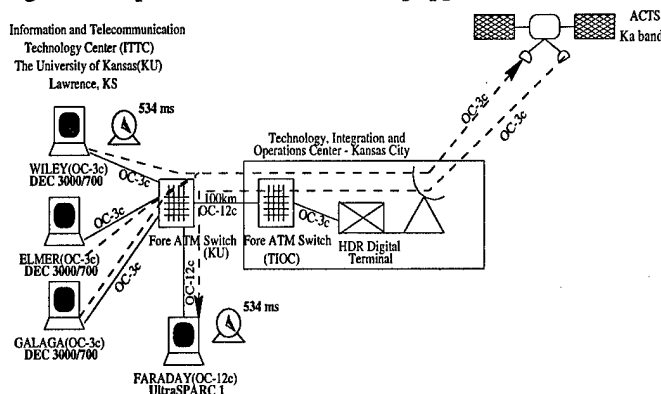 ACTS
Ka band
Information and Telecommunication
Technology Center (ITTC)
The University of Kansas(KU)
Lawrence, KS
534 ms
OC-3c
OC-3c
Technology, Integration and
Operations Center - Kansas City
WILEY(OC-3c)
DEC 3000/700
OC-3c
100km
OC-12c
OC-3c
OC-3c
Fore ATM Switch
(KU)
Fore ATM Switch
(TIOC)
HDR Digital
Terminal
ELMER(OC-3c)
DEC 3000/700
OC-3c
OC-12c
534 ms
GALAGA(OC-3c)
DEC 3000/700
FARADAY(OC-12c)
UltraSPARC 1